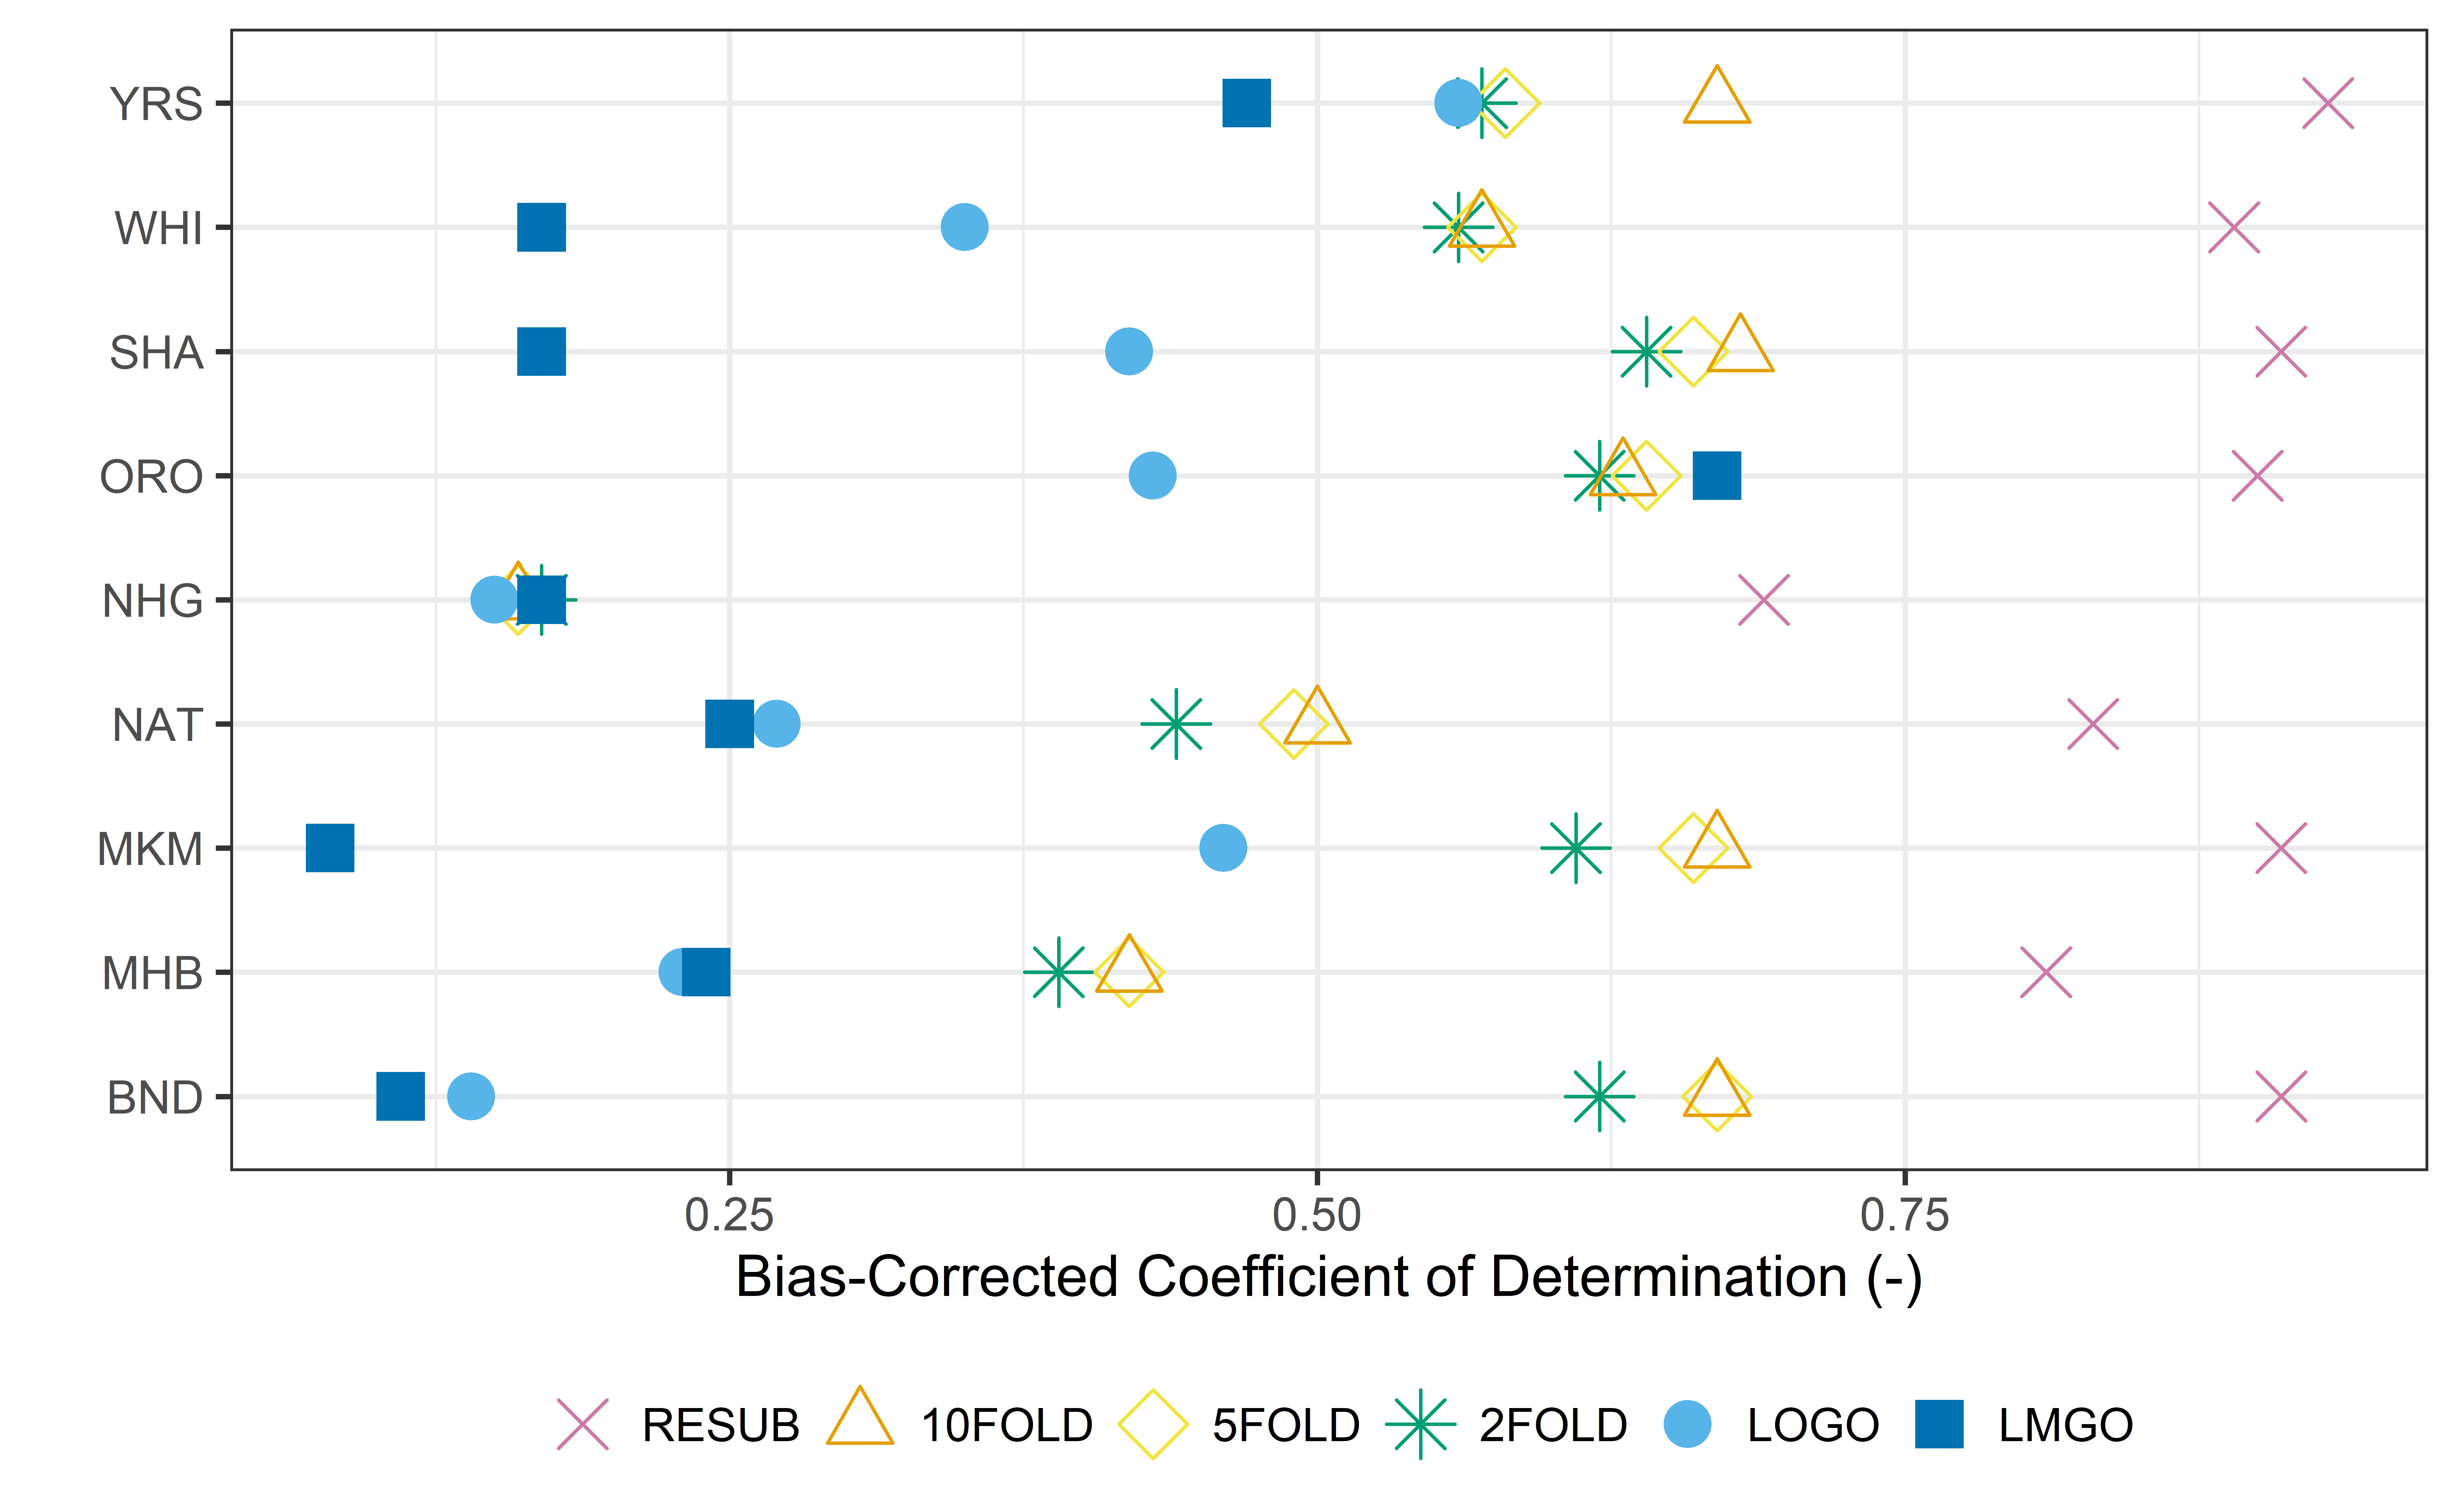 YRS
WHI
SHA
ORO
NHG
NAT
MKM
MHB
BND
0.25 0.50 0.75
Bias-Corrected Coefficient of Determination (-)
RESUB 10FOLD 5FOLD 2FOLD LOGO LMGO